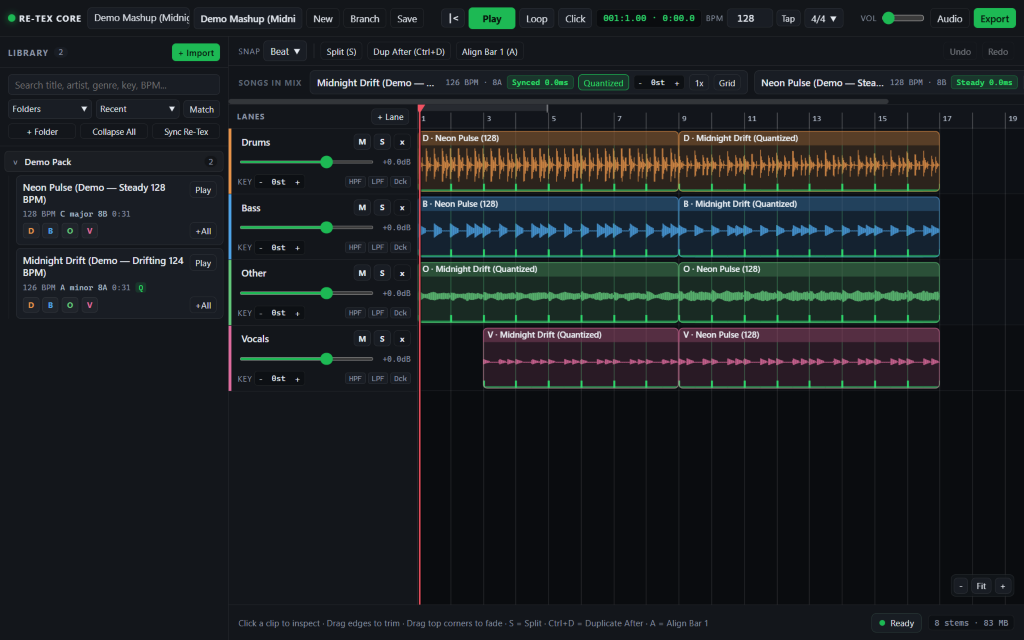 RE-TEX CORE
Demo Mashup (Midnig
Demo Mashup (Midni
New
Branch
Save
|<
Play
Loop
Click
001:1.00 · 0:00.0
BPM
128
Tap
4/4 ▼
VOL
Audio
Export
LIBRARY 2
+ Import
Search title, artist, genre, key, BPM...
Folders ▼
Recent ▼
Match
+ Folder
Collapse All
Sync Re-Tex
v Demo Pack 2
Neon Pulse (Demo — Steady 128 BPM)
Play
128 BPM C major 8B 0:31
D B O V +All
Midnight Drift (Demo — Drifting 124 BPM)
Play
126 BPM A minor 8A 0:31 Q
D B O V +All
SNAP Beat ▼
Split (S)
Dup After (Ctrl+D)
Align Bar 1 (A)
Undo
Redo
SONGS IN MIX
Midnight Drift (Demo — ...
126 BPM · 8A
Synced 0.0ms
Quantized
- 0st +
1x
Grid
Neon Pulse (Demo — Stea...
128 BPM · 8B
Steady 0.0ms
LANES
+ Lane
1 3 5 7 9 11 13 15 17 19
Drums M S x
+0.0dB
KEY - 0st + HPF LPF Dck
D · Neon Pulse (128)
D · Midnight Drift (Quantized)
Bass M S x
+0.0dB
KEY - 0st + HPF LPF Dck
B · Neon Pulse (128)
B · Midnight Drift (Quantized)
Other M S x
+0.0dB
KEY - 0st + HPF LPF Dck
O · Midnight Drift (Quantized)
O · Neon Pulse (128)
Vocals M S x
+0.0dB
KEY - 0st + HPF LPF Dck
V · Midnight Drift (Quantized)
V · Neon Pulse (128)
- Fit +
Click a clip to inspect · Drag edges to trim · Drag top corners to fade · S = Split · Ctrl+D = Duplicate After · A = Align Bar 1
Ready
8 stems · 83 MB